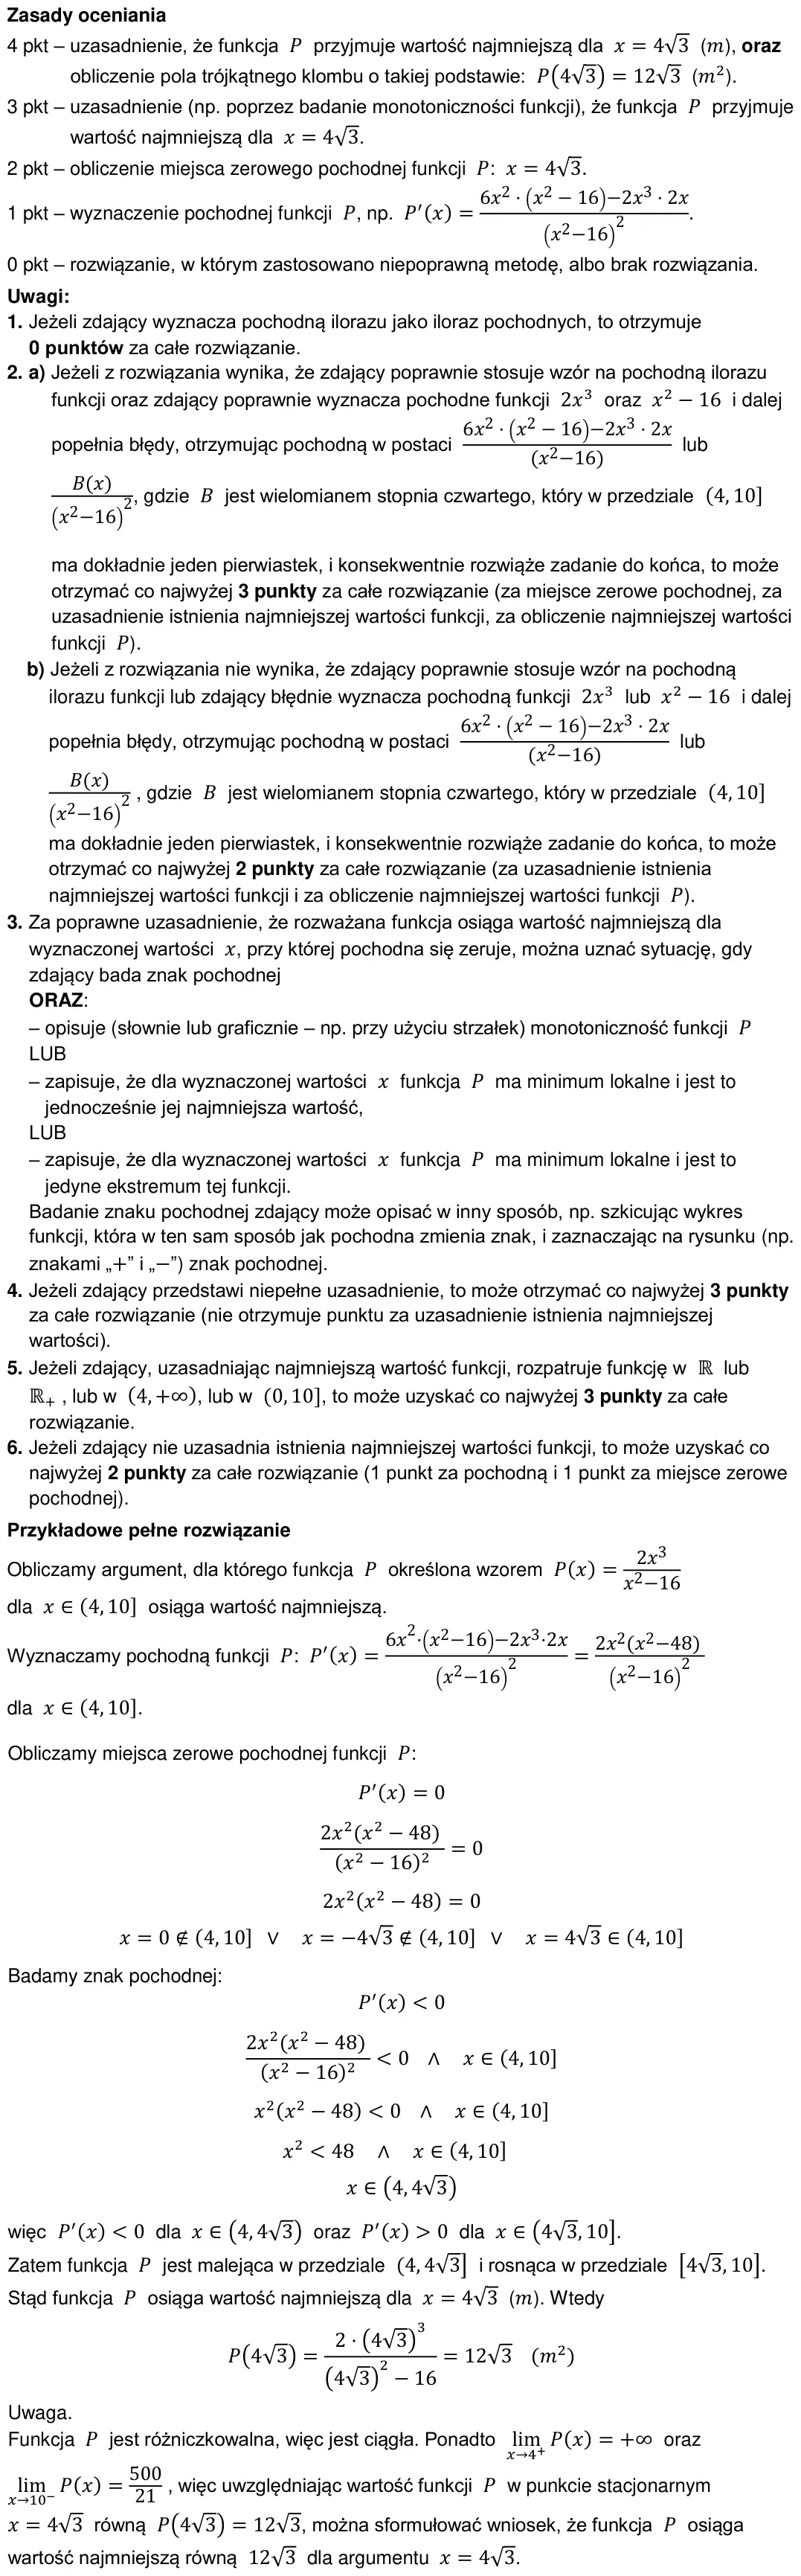 Zasady oceniania
4 pkt – uzasadnienie, że funkcja P przyjmuje wartość najmniejszą dla x = 4√3 (m), oraz
obliczenie pola trójkątnego klombu o takiej podstawie: P(4√3) = 12√3 (m²).
3 pkt – uzasadnienie (np. poprzez badanie monotoniczności funkcji), że funkcja P przyjmuje
wartość najmniejszą dla x = 4√3.
2 pkt – obliczenie miejsca zerowego pochodnej funkcji P: x = 4√3.
1 pkt – wyznaczenie pochodnej funkcji P, np. P′(x) = (6x² · (x² − 16)−2x³ · 2x)/(x²−16)².
0 pkt – rozwiązanie, w którym zastosowano niepoprawną metodę, albo brak rozwiązania.
Uwagi:
1. Jeżeli zdający wyznacza pochodną ilorazu jako iloraz pochodnych, to otrzymuje
0 punktów za całe rozwiązanie.
2. a) Jeżeli z rozwiązania wynika, że zdający poprawnie stosuje wzór na pochodną ilorazu
funkcji oraz zdający poprawnie wyznacza pochodne funkcji 2x³ oraz x² − 16 i dalej
popełnia błędy, otrzymując pochodną w postaci (6x² · (x² − 16)−2x³ · 2x)/(x²−16) lub
B(x)/(x²−16)², gdzie B jest wielomianem stopnia czwartego, który w przedziale (4, 10]
ma dokładnie jeden pierwiastek, i konsekwentnie rozwiąże zadanie do końca, to może
otrzymać co najwyżej 3 punkty za całe rozwiązanie (za miejsce zerowe pochodnej, za
uzasadnienie istnienia najmniejszej wartości funkcji, za obliczenie najmniejszej wartości
funkcji P).
b) Jeżeli z rozwiązania nie wynika, że zdający poprawnie stosuje wzór na pochodną
ilorazu funkcji lub zdający błędnie wyznacza pochodną funkcji 2x³ lub x² − 16 i dalej
popełnia błędy, otrzymując pochodną w postaci (6x² · (x² − 16)−2x³ · 2x)/(x²−16) lub
B(x)/(x²−16)² , gdzie B jest wielomianem stopnia czwartego, który w przedziale (4, 10]
ma dokładnie jeden pierwiastek, i konsekwentnie rozwiąże zadanie do końca, to może
otrzymać co najwyżej 2 punkty za całe rozwiązanie (za uzasadnienie istnienia
najmniejszej wartości funkcji i za obliczenie najmniejszej wartości funkcji P).
3. Za poprawne uzasadnienie, że rozważana funkcja osiąga wartość najmniejszą dla
wyznaczonej wartości x, przy której pochodna się zeruje, można uznać sytuację, gdy
zdający bada znak pochodnej
ORAZ:
– opisuje (słownie lub graficznie – np. przy użyciu strzałek) monotoniczność funkcji P
LUB
– zapisuje, że dla wyznaczonej wartości x funkcja P ma minimum lokalne i jest to
jednocześnie jej najmniejsza wartość,
LUB
– zapisuje, że dla wyznaczonej wartości x funkcja P ma minimum lokalne i jest to
jedyne ekstremum tej funkcji.
Badanie znaku pochodnej zdający może opisać w inny sposób, np. szkicując wykres
funkcji, która w ten sam sposób jak pochodna zmienia znak, i zaznaczając na rysunku (np.
znakami „+” i „−”) znak pochodnej.
4. Jeżeli zdający przedstawi niepełne uzasadnienie, to może otrzymać co najwyżej 3 punkty
za całe rozwiązanie (nie otrzymuje punktu za uzasadnienie istnienia najmniejszej
wartości).
5. Jeżeli zdający, uzasadniając najmniejszą wartość funkcji, rozpatruje funkcję w ℝ lub
ℝ₊ , lub w (4, +∞), lub w (0, 10], to może uzyskać co najwyżej 3 punkty za całe
rozwiązanie.
6. Jeżeli zdający nie uzasadnia istnienia najmniejszej wartości funkcji, to może uzyskać co
najwyżej 2 punkty za całe rozwiązanie (1 punkt za pochodną i 1 punkt za miejsce zerowe
pochodnej).
Przykładowe pełne rozwiązanie
Obliczamy argument, dla którego funkcja P określona wzorem P(x) = 2x³/(x²−16)
dla x ∈ (4, 10] osiąga wartość najmniejszą.
Wyznaczamy pochodną funkcji P: P′(x) = (6x²·(x²−16)−2x³·2x)/(x²−16)² = 2x²(x²−48)/(x²−16)²
dla x ∈ (4, 10].
Obliczamy miejsca zerowe pochodnej funkcji P:
P′(x) = 0
2x²(x² − 48)/(x² − 16)² = 0
2x²(x² − 48) = 0
x = 0 ∉ (4, 10] ∨ x = −4√3 ∉ (4, 10] ∨ x = 4√3 ∈ (4, 10]
Badamy znak pochodnej:
P′(x) < 0
2x²(x² − 48)/(x² − 16)² < 0 ∧ x ∈ (4, 10]
x²(x² − 48) < 0 ∧ x ∈ (4, 10]
x² < 48 ∧ x ∈ (4, 10]
x ∈ (4, 4√3)
więc P′(x) < 0 dla x ∈ (4, 4√3) oraz P′(x) > 0 dla x ∈ (4√3, 10].
Zatem funkcja P jest malejąca w przedziale (4, 4√3] i rosnąca w przedziale [4√3, 10].
Stąd funkcja P osiąga wartość najmniejszą dla x = 4√3 (m). Wtedy
P(4√3) = 2 · (4√3)³/((4√3)² − 16) = 12√3 (m²)
Uwaga.
Funkcja P jest różniczkowalna, więc jest ciągła. Ponadto lim x→4⁺ P(x) = +∞ oraz
lim x→10⁻ P(x) = 500/21 , więc uwzględniając wartość funkcji P w punkcie stacjonarnym
x = 4√3 równą P(4√3) = 12√3, można sformułować wniosek, że funkcja P osiąga
wartość najmniejszą równą 12√3 dla argumentu x = 4√3.